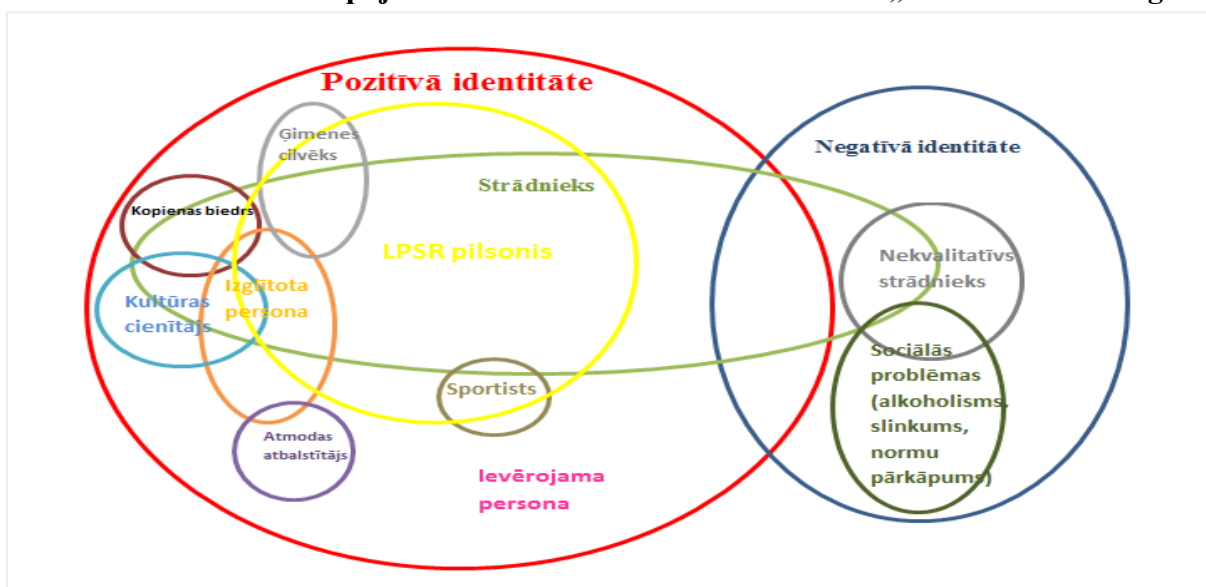 Pozitīvā identitāte
Ģimenes
cilvēks
Negatīvā identitāte
Strādnieks
Kopienas biedrs
LPSR pilsonis
Nekvalitatīvs
strādnieks
Izglītota
persona
Kultūras
cienītājs
Sociālās
problēmas
(alkoholisms,
slinkums,
normu
pārkāpums)
Sportists
Atmodas
atbalstītājs
Ievērojama
persona